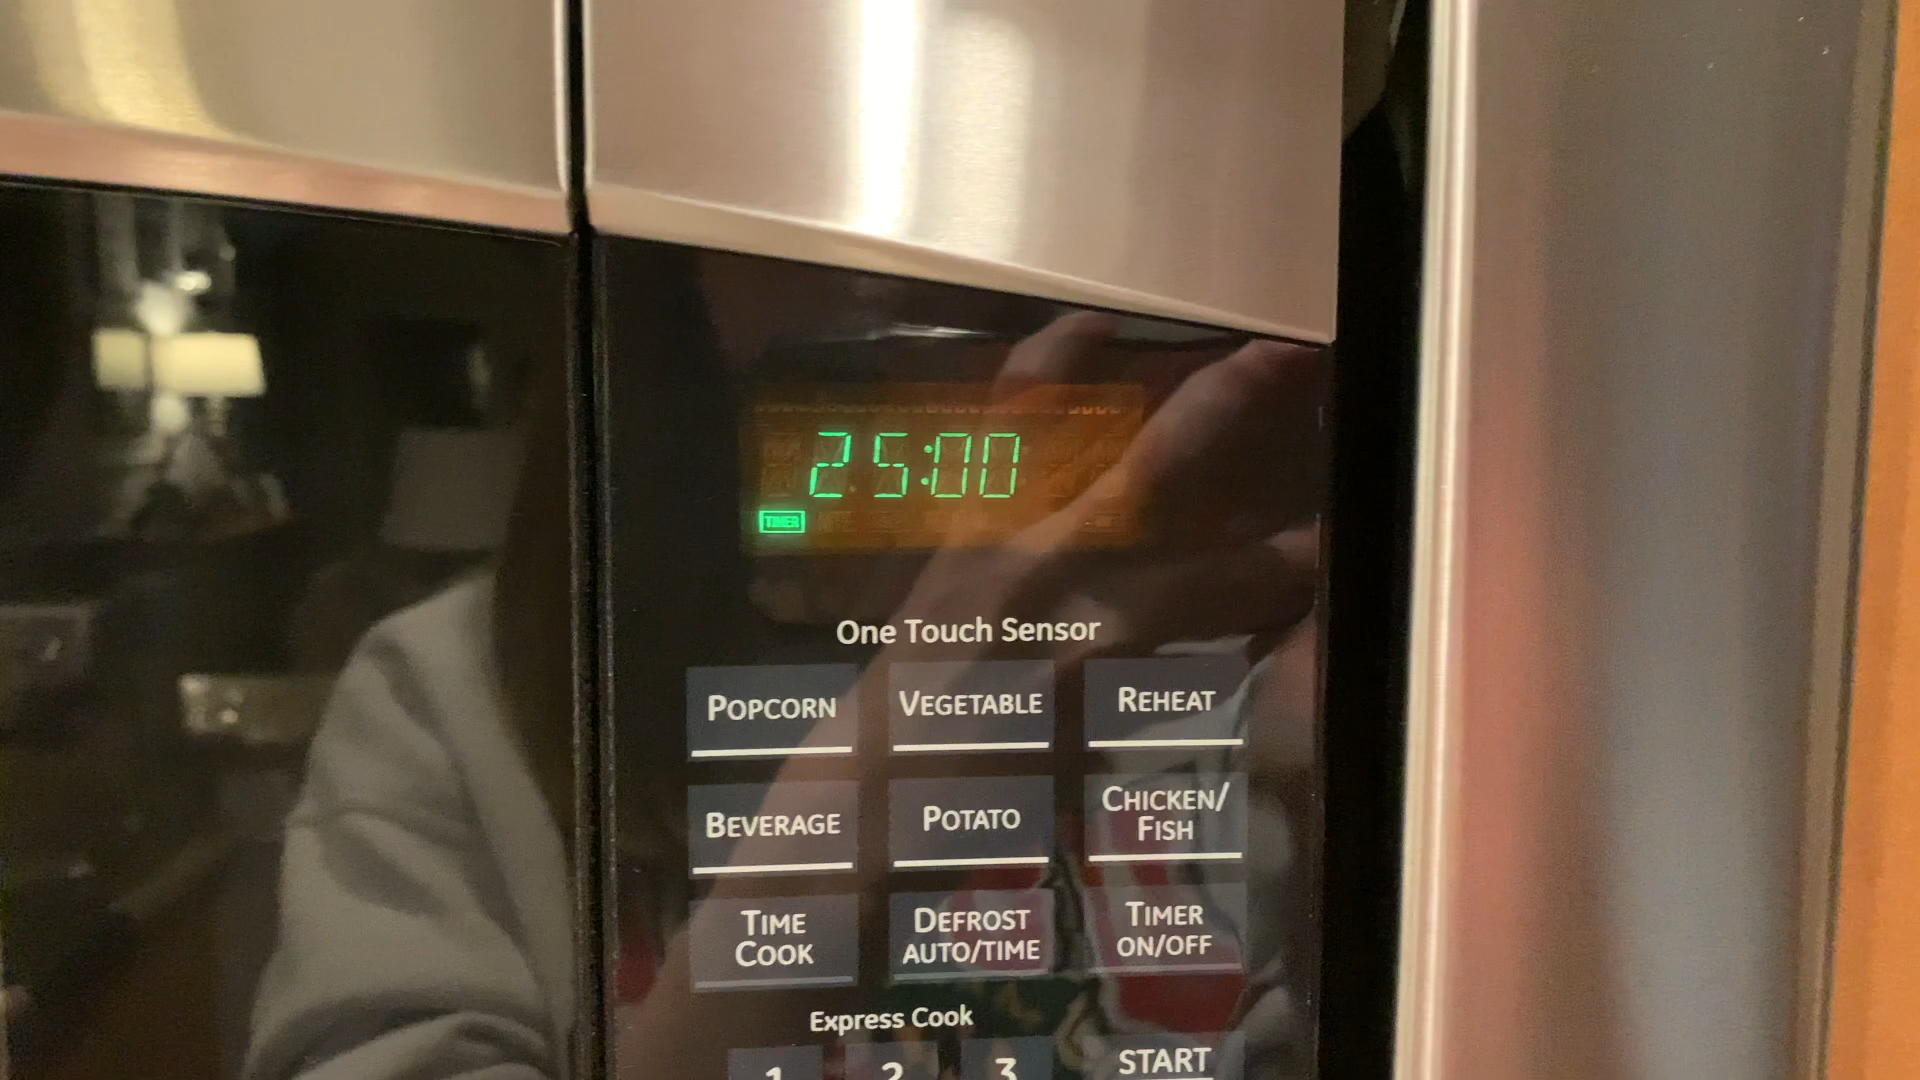 25:00
TIMER
One Touch Sensor
POPCORN VEGETABLE REHEAT
BEVERAGE POTATO CHICKEN/
FISH
TIME
COOK
DEFROST
AUTO/TIME
TIMER
ON/OFF
Express Cook
1 2 3 START